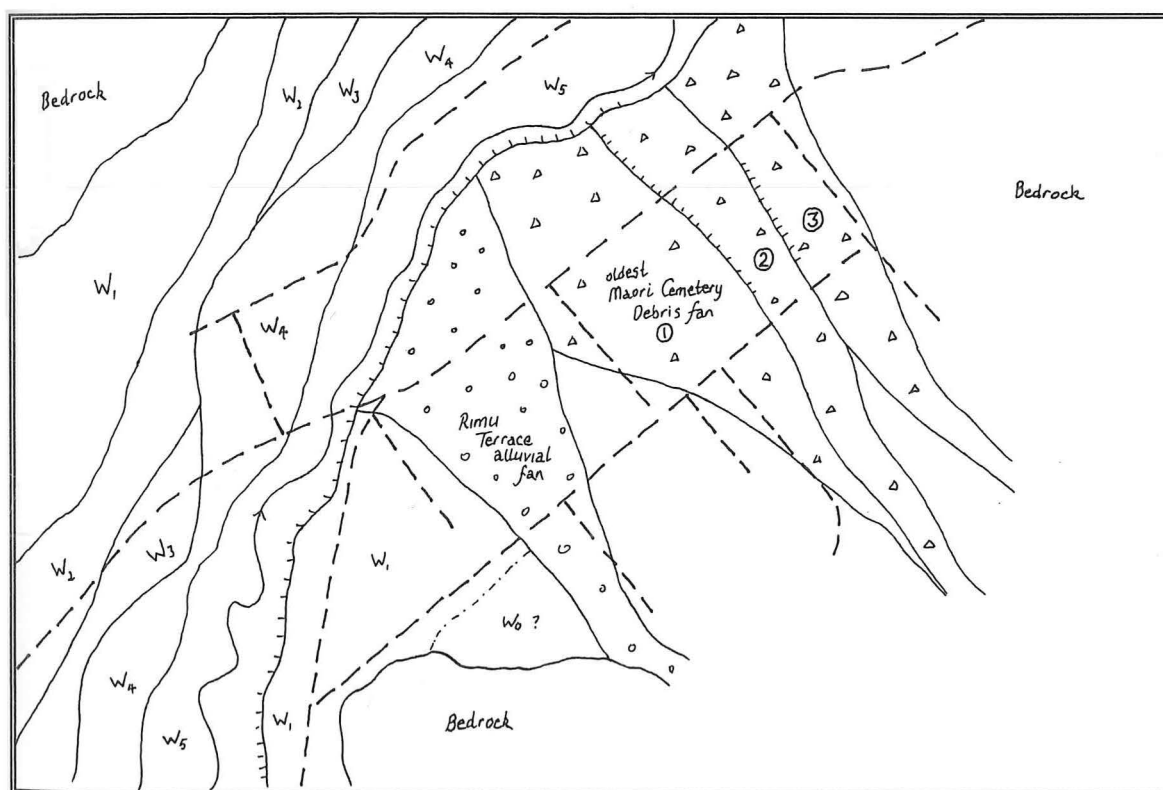 W4
W5
Bedrock
W2
W3
Bedrock
3
2
W1
oldest
Maori Cemetery
Debris fan
1
W4
Rimu
Terrace
alluvial
fan
W3
W2
W1
W0 ?
W4
W1
W5
Bedrock